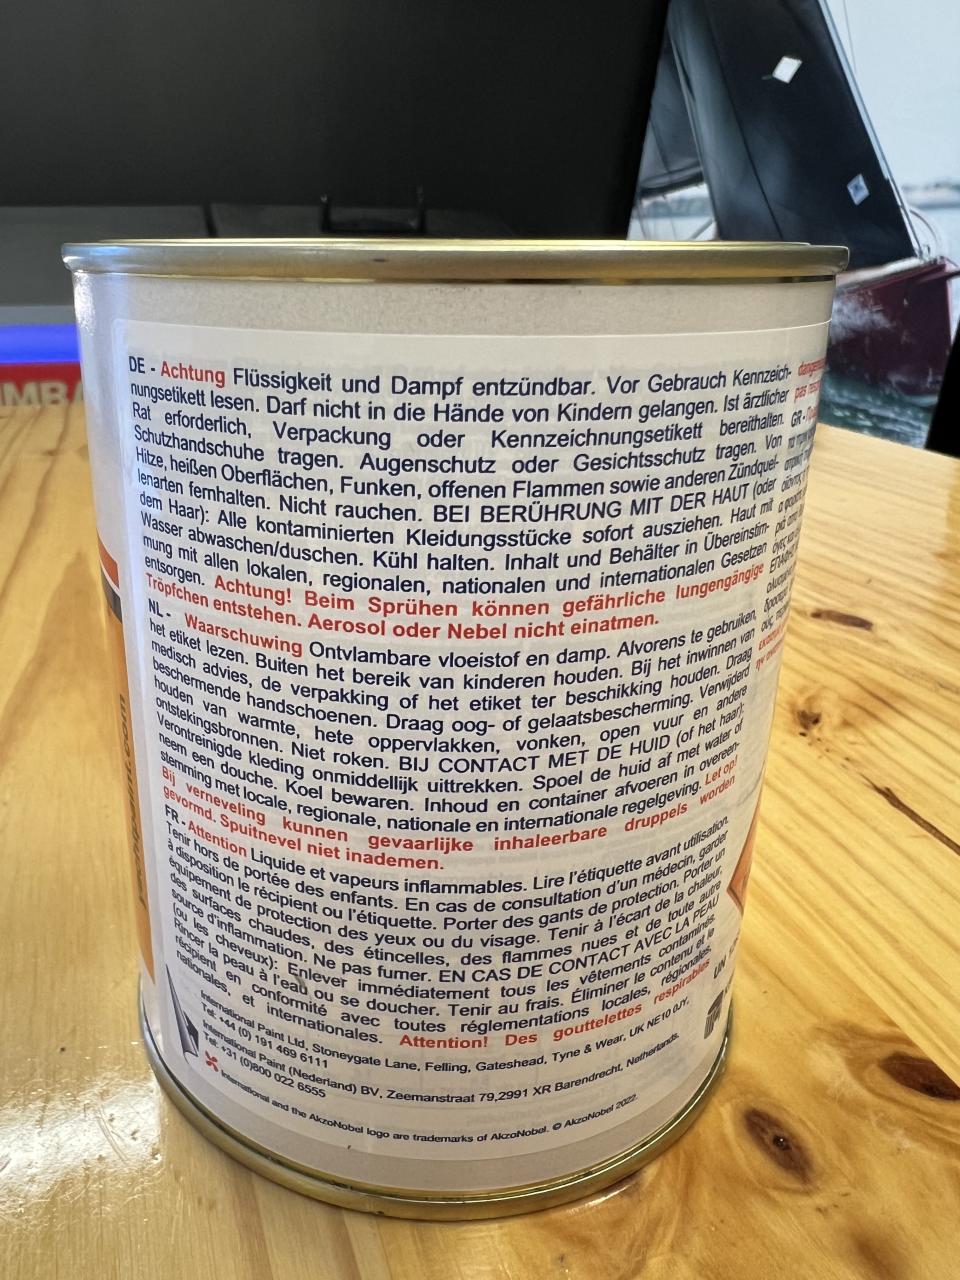 DE - Achtung Flüssigkeit und Dampf entzündbar. Vor Gebrauch Kennzeich-
nungsetikett lesen. Darf nicht in die Hände von Kindern gelangen. Ist ärztlicher
Rat erforderlich, Verpackung oder Kennzeichnungsetikett bereithalten.
Schutzhandschuhe tragen. Augenschutz oder Gesichtsschutz tragen. Von
Hitze, heißen Oberflächen, Funken, offenen Flammen sowie anderen Zündquel-
lenarten fernhalten. Nicht rauchen. BEI BERÜHRUNG MIT DER HAUT (oder
dem Haar): Alle kontaminierten Kleidungsstücke sofort ausziehen. Haut mit
Wasser abwaschen/duschen. Kühl halten. Inhalt und Behälter in Übereinstim-
mung mit allen lokalen, regionalen, nationalen und internationalen Gesetzen
entsorgen. Achtung! Beim Sprühen können gefährliche lungengängige
Tröpfchen entstehen. Aerosol oder Nebel nicht einatmen.
NL - Waarschuwing Ontvlambare vloeistof en damp. Alvorens te gebruiken,
het etiket lezen. Buiten het bereik van kinderen houden. Bij het inwinnen van
medisch advies, de verpakking of het etiket ter beschikking houden. Draag
beschermende handschoenen. Draag oog- of gelaatsbescherming. Verwijderd
houden van warmte, hete oppervlakken, vonken, open vuur en andere
ontstekingsbronnen. Niet roken. BIJ CONTACT MET DE HUID (of het haar):
Verontreinigde kleding onmiddellijk uittrekken. Spoel de huid af met water of
neem een douche. Koel bewaren. Inhoud en container afvoeren in overeen-
stemming met locale, regionale, nationale en internationale regelgeving. Let op!
Bij verneveling kunnen gevaarlijke inhaleerbare druppels worden
gevormd. Spuitnevel niet inademen.
FR - Attention Liquide et vapeurs inflammables. Lire l'étiquette avant utilisation.
Tenir hors de portée des enfants. En cas de consultation d'un médecin, garder
à disposition le récipient ou l'étiquette. Porter des gants de protection. Porter un
équipement de protection des yeux ou du visage. Tenir à l'écart de la chaleur,
des surfaces chaudes, des étincelles, des flammes nues et de toute autre
source d'inflammation. Ne pas fumer. EN CAS DE CONTACT AVEC LA PEAU
(ou les cheveux): Enlever immédiatement tous les vêtements contaminés.
Rincer la peau à l'eau ou se doucher. Tenir au frais. Éliminer le contenu et le
récipient en conformité avec toutes réglementations locales, régionales,
nationales, et internationales. Attention! Des gouttelettes respirables
International Paint Ltd, Stoneygate Lane, Felling, Gateshead, Tyne & Wear, UK NE10 0JY,
Tel: +44 (0) 191 469 6111
International Paint (Nederland) BV, Zeemanstraat 79,2991 XR Barendrecht, Netherlands.
Tel: +31 (0)800 022 6555
International and the AkzoNobel logo are trademarks of AkzoNobel. © AkzoNobel 2022.
GR -
UN